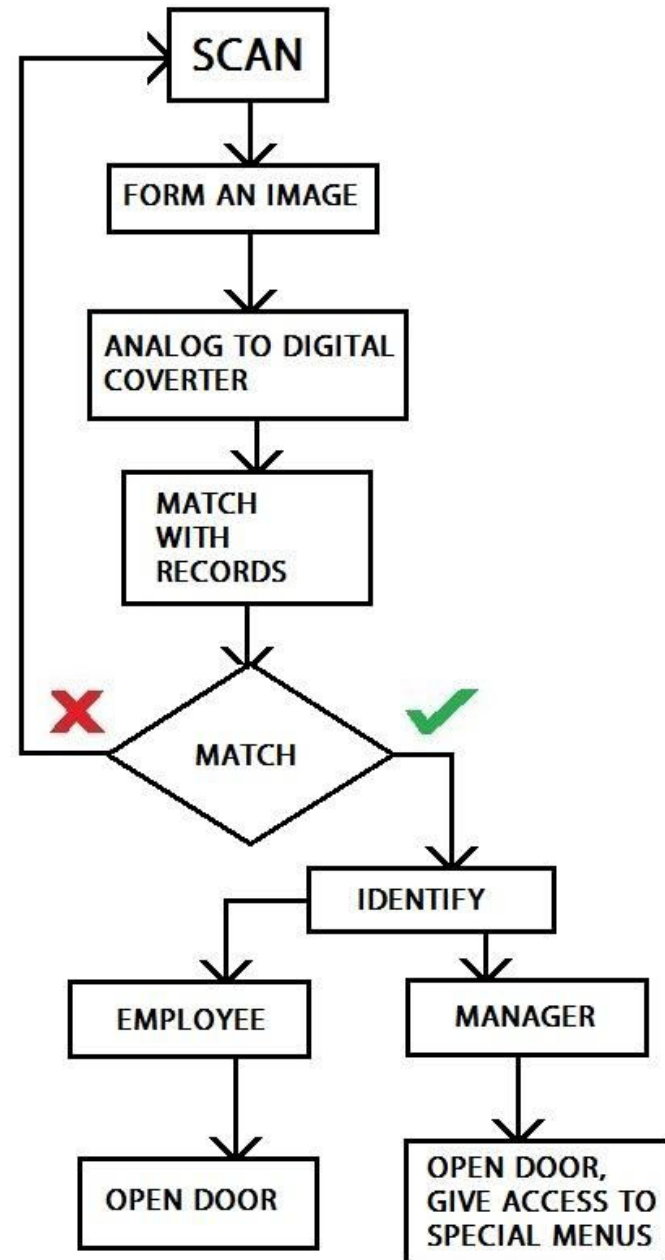 SCAN
FORM AN IMAGE
ANALOG TO DIGITAL
COVERTER
MATCH
WITH
RECORDS
MATCH
IDENTIFY
EMPLOYEE
MANAGER
OPEN DOOR
OPEN DOOR,
GIVE ACCESS TO
SPECIAL MENUS